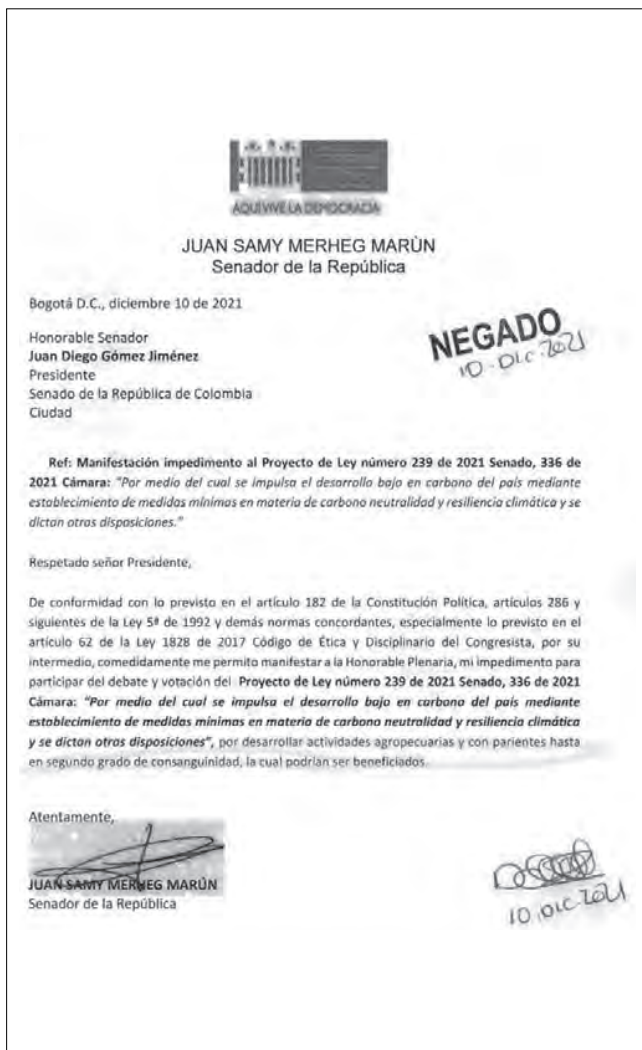 AQUÍ VIVE LA DEMOCRACIA
JUAN SAMY MERHEG MARÙN
Senador de la República
Bogotá D.C., diciembre 10 de 2021
NEGADO
10 · DIC · 2021
Honorable Senador
Juan Diego Gómez Jiménez
Presidente
Senado de la República de Colombia
Ciudad
Ref: Manifestación impedimento al Proyecto de Ley número 239 de 2021 Senado, 336 de
2021 Cámara: "Por medio del cual se impulsa el desarrollo bajo en carbono del país mediante
establecimiento de medidas mínimas en materia de carbono neutralidad y resiliencia climática y se
dictan otras disposiciones."
Respetado señor Presidente,
De conformidad con lo previsto en el artículo 182 de la Constitución Política, artículos 286 y
siguientes de la Ley 5ª de 1992 y demás normas concordantes, especialmente lo previsto en el
artículo 62 de la Ley 1828 de 2017 Código de Ética y Disciplinario del Congresista, por su
intermedio, comedidamente me permito manifestar a la Honorable Plenaria, mi impedimento para
participar del debate y votación del Proyecto de Ley número 239 de 2021 Senado, 336 de 2021
Cámara: "Por medio del cual se impulsa el desarrollo bajo en carbono del país mediante
establecimiento de medidas mínimas en materia de carbono neutralidad y resiliencia climática
y se dictan otras disposiciones", por desarrollar actividades agropecuarias y con parientes hasta
en segundo grado de consanguinidad, la cual podrían ser beneficiados.
Atentamente,
JUAN SAMY MERHEG MARÙN
Senador de la República
10 · DIC · 2021